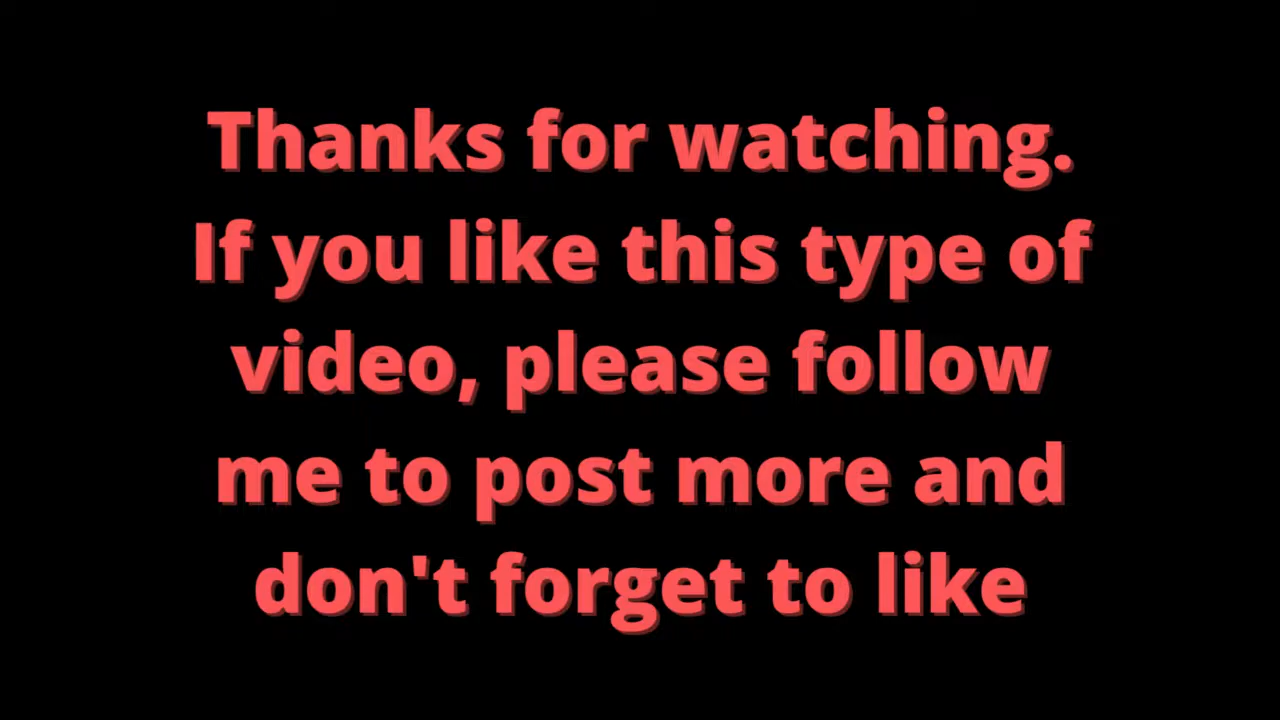 Thanks for watching.
If you like this type of
video, please follow
me to post more and
don't forget to like